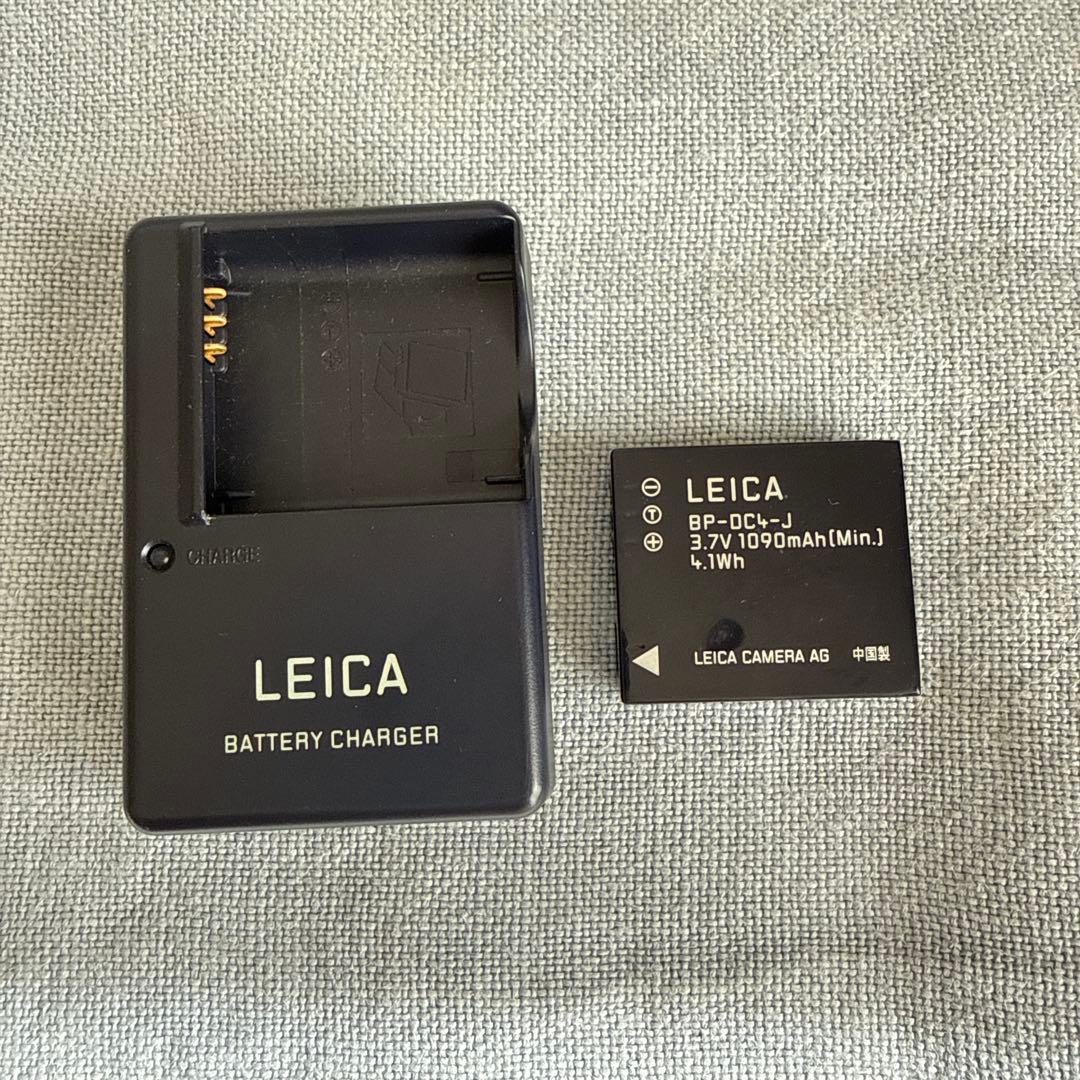 CHARGE
LEICA
BATTERY CHARGER
LEICA
BP-DC4-J
3.7V 1090mAh(Min.)
4.1Wh
T
LEICA CAMERA AG 中国製